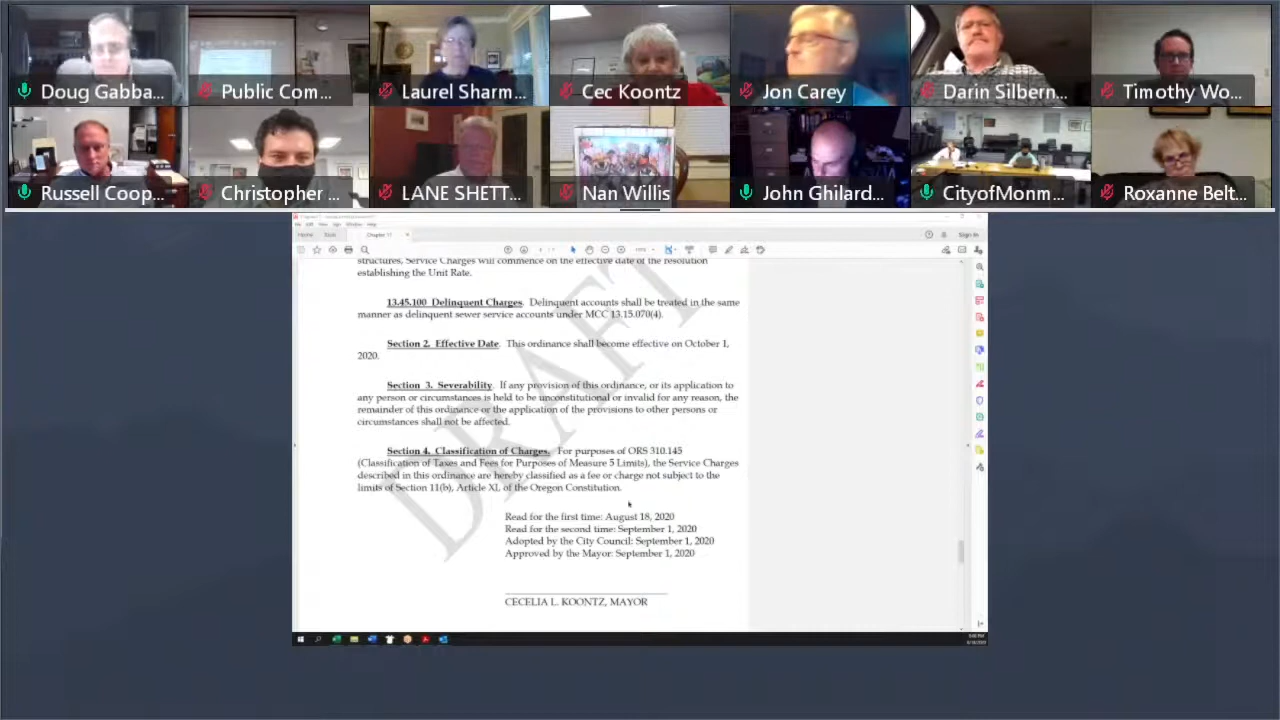 Doug Gabba...
Public Com...
Laurel Sharm...
Cec Koontz
Jon Carey
Darin Silbern...
Timothy Wo...
Russell Coop...
Christopher ...
LANE SHETT...
Nan Willis
John Ghilard...
CityofMonm...
Roxanne Belt...
Home Tools Chapter 17
Sign In
structures, Service Charges will commence on the effective date of the resolution
establishing the Unit Rate.
13.45.100 Delinquent Charges. Delinquent accounts shall be treated in the same
manner as delinquent sewer service accounts under MCC 13.15.070(4).
Section 2. Effective Date. This ordinance shall become effective on October 1,
2020.
Section 3. Severability. If any provision of this ordinance, or its application to
any person or circumstances is held to be unconstitutional or invalid for any reason, the
remainder of this ordinance or the application of the provisions to other persons or
circumstances shall not be affected.
Section 4. Classification of Charges. For purposes of ORS 310.145
(Classification of Taxes and Fees for Purposes of Measure 5 Limits), the Service Charges
described in this ordinance are hereby classified as a fee or charge not subject to the
limits of Section 11(b), Article XI, of the Oregon Constitution.
DRAFT
Read for the first time: August 18, 2020
Read for the second time: September 1, 2020
Adopted by the City Council: September 1, 2020
Approved by the Mayor: September 1, 2020
CECELIA L. KOONTZ, MAYOR